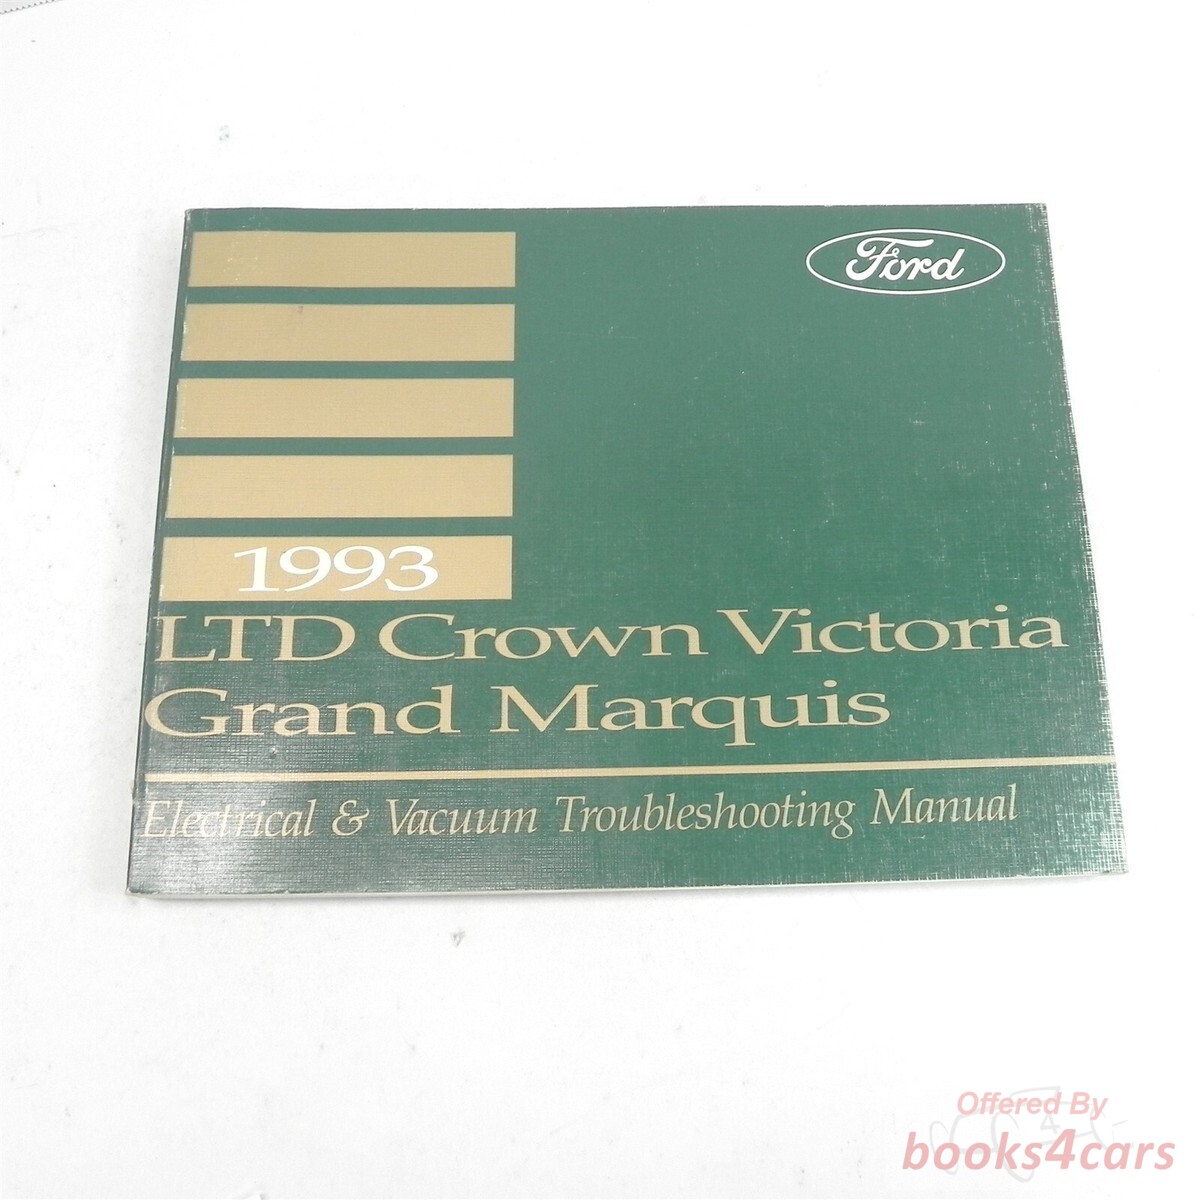 Ford
1993
LTD Crown Victoria
Grand Marquis
Electrical & Vacuum Troubleshooting Manual
Offered By
books4cars